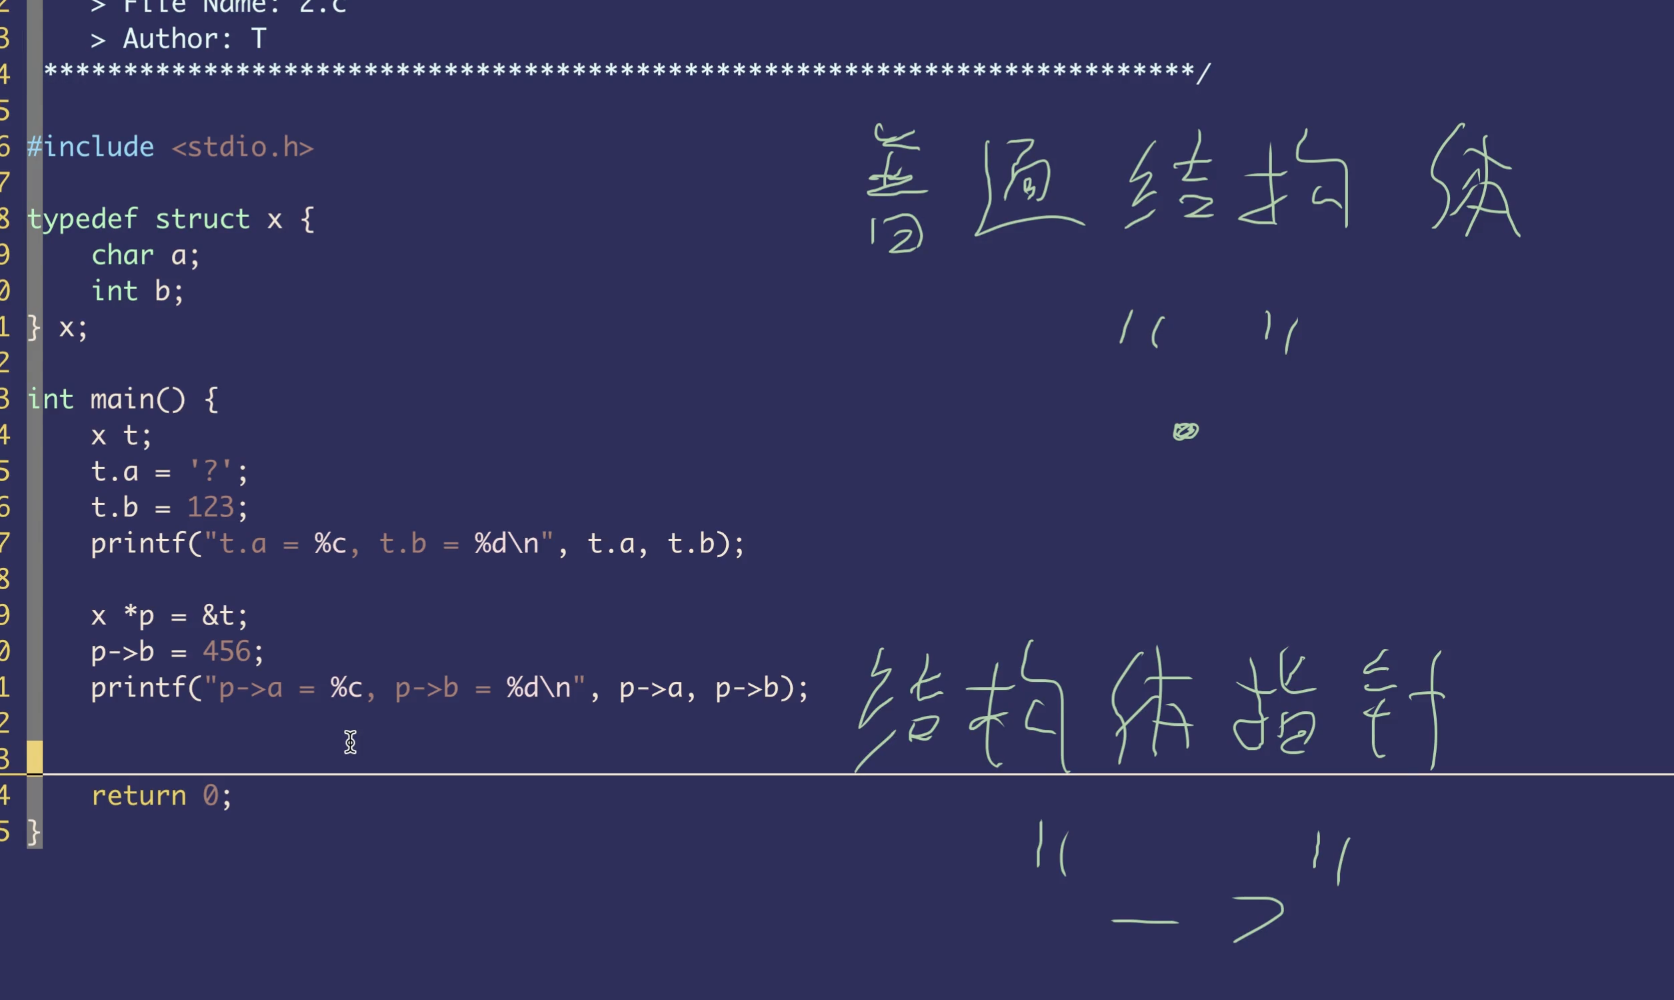 2     > File Name: 2.c
3     > Author: T
4  ************************************************************************/
5
6 #include <stdio.h>
7
8 typedef struct x {
9     char a;
0     int b;
1 } x;
2
3 int main() {
4     x t;
5     t.a = '?';
6     t.b = 123;
7     printf("t.a = %c, t.b = %d\n", t.a, t.b);
8
9     x *p = &t;
0     p->b = 456;
1     printf("p->a = %c, p->b = %d\n", p->a, p->b);
2
3
4     return 0;
5 }
普通结构体
" . "
结构体指针
" -> "